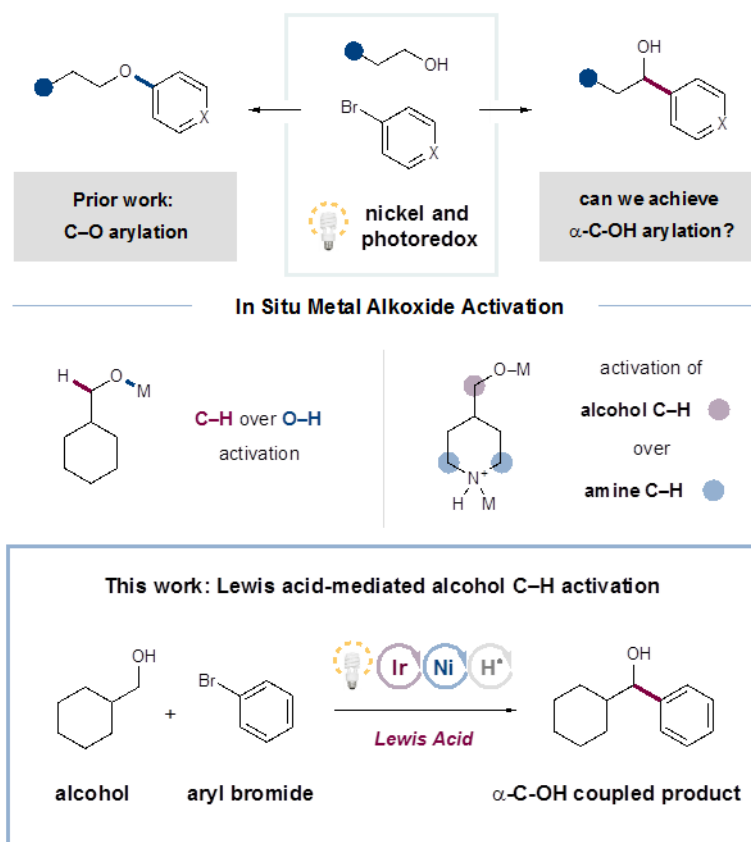 OH
O
X
Br
OH
X
OH
X
Prior work:
C–O arylation
nickel and
photoredox
can we achieve
α-C-OH arylation?
In Situ Metal Alkoxide Activation
H
O
M
C–H over O–H
activation
O–M
N⁺
H M
activation of
alcohol C–H
over
amine C–H
This work: Lewis acid-mediated alcohol C–H activation
OH
Br
+
Ir Ni H•
Lewis Acid
OH
alcohol
aryl bromide
α-C-OH coupled product